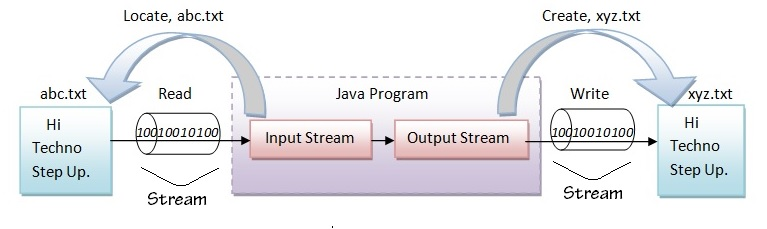 Locate, abc.txt
Create, xyz.txt
abc.txt
Read
Java Program
Write
xyz.txt
Hi
Techno
Step Up.
10010010100
Input Stream
Output Stream
10010010100
Hi
Techno
Step Up.
Stream
Stream